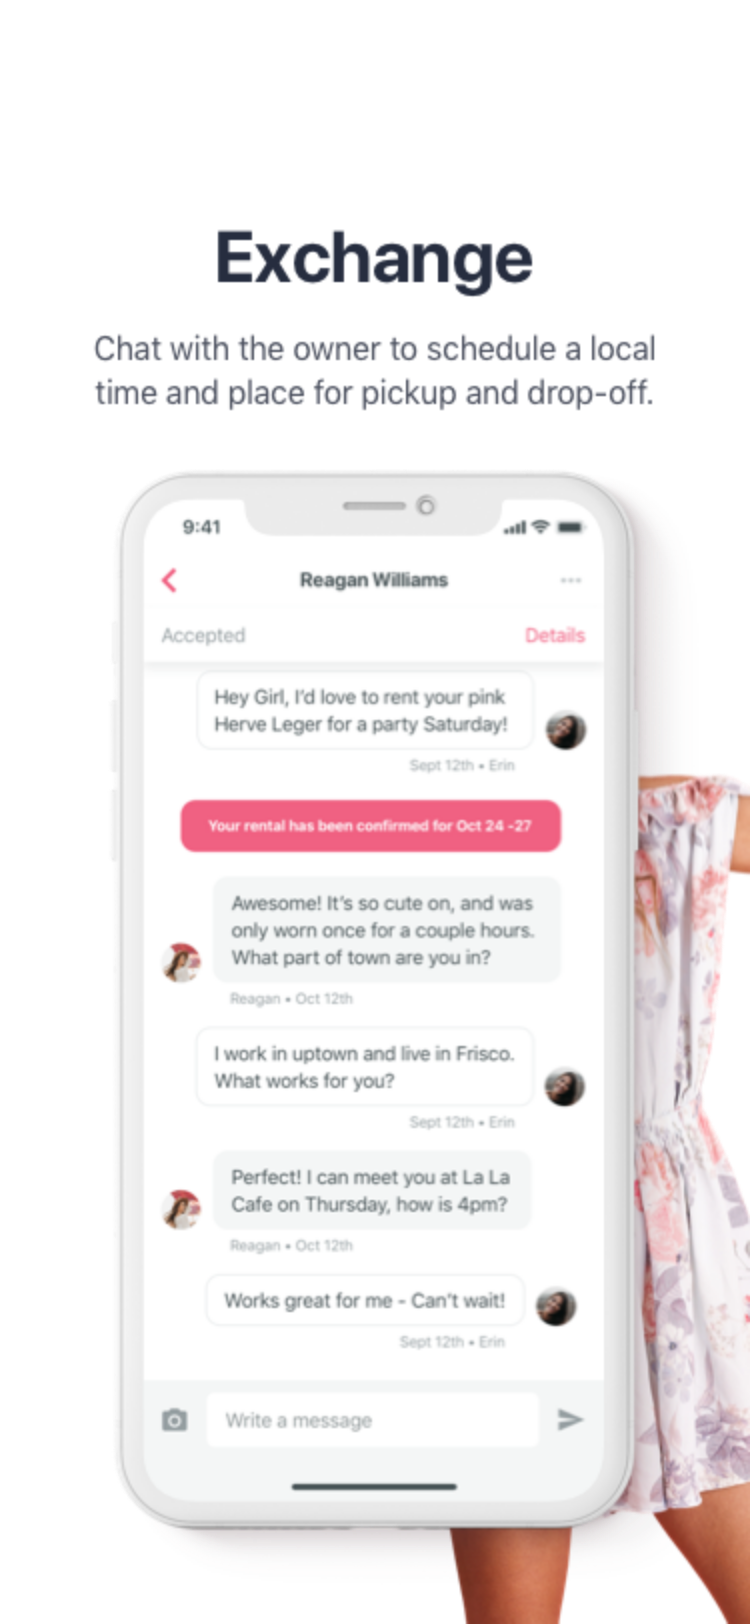 Exchange
Chat with the owner to schedule a local
time and place for pickup and drop-off.
9:41
Reagan Williams
Accepted
Details
Hey Girl, I'd love to rent your pink
Herve Leger for a party Saturday!
Sept 12th • Erin
Your rental has been confirmed for Oct 24 -27
Awesome! It's so cute on, and was
only worn once for a couple hours.
What part of town are you in?
Reagan • Oct 12th
I work in uptown and live in Frisco.
What works for you?
Sept 12th • Erin
Perfect! I can meet you at La La
Cafe on Thursday, how is 4pm?
Reagan • Oct 12th
Works great for me - Can't wait!
Sept 12th • Erin
Write a message